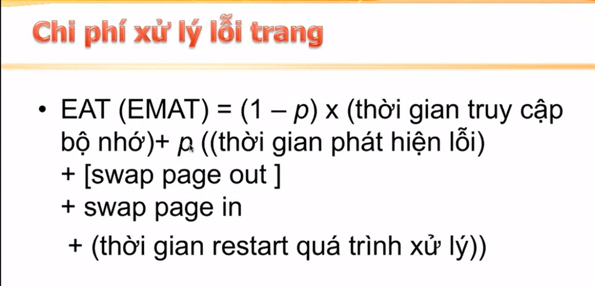 Chi phí xử lý lỗi trang
• EAT (EMAT) = (1 – p) x (thời gian truy cập
bộ nhớ)+ p ((thời gian phát hiện lỗi)
+ [swap page out ]
+ swap page in
+ (thời gian restart quá trình xử lý))